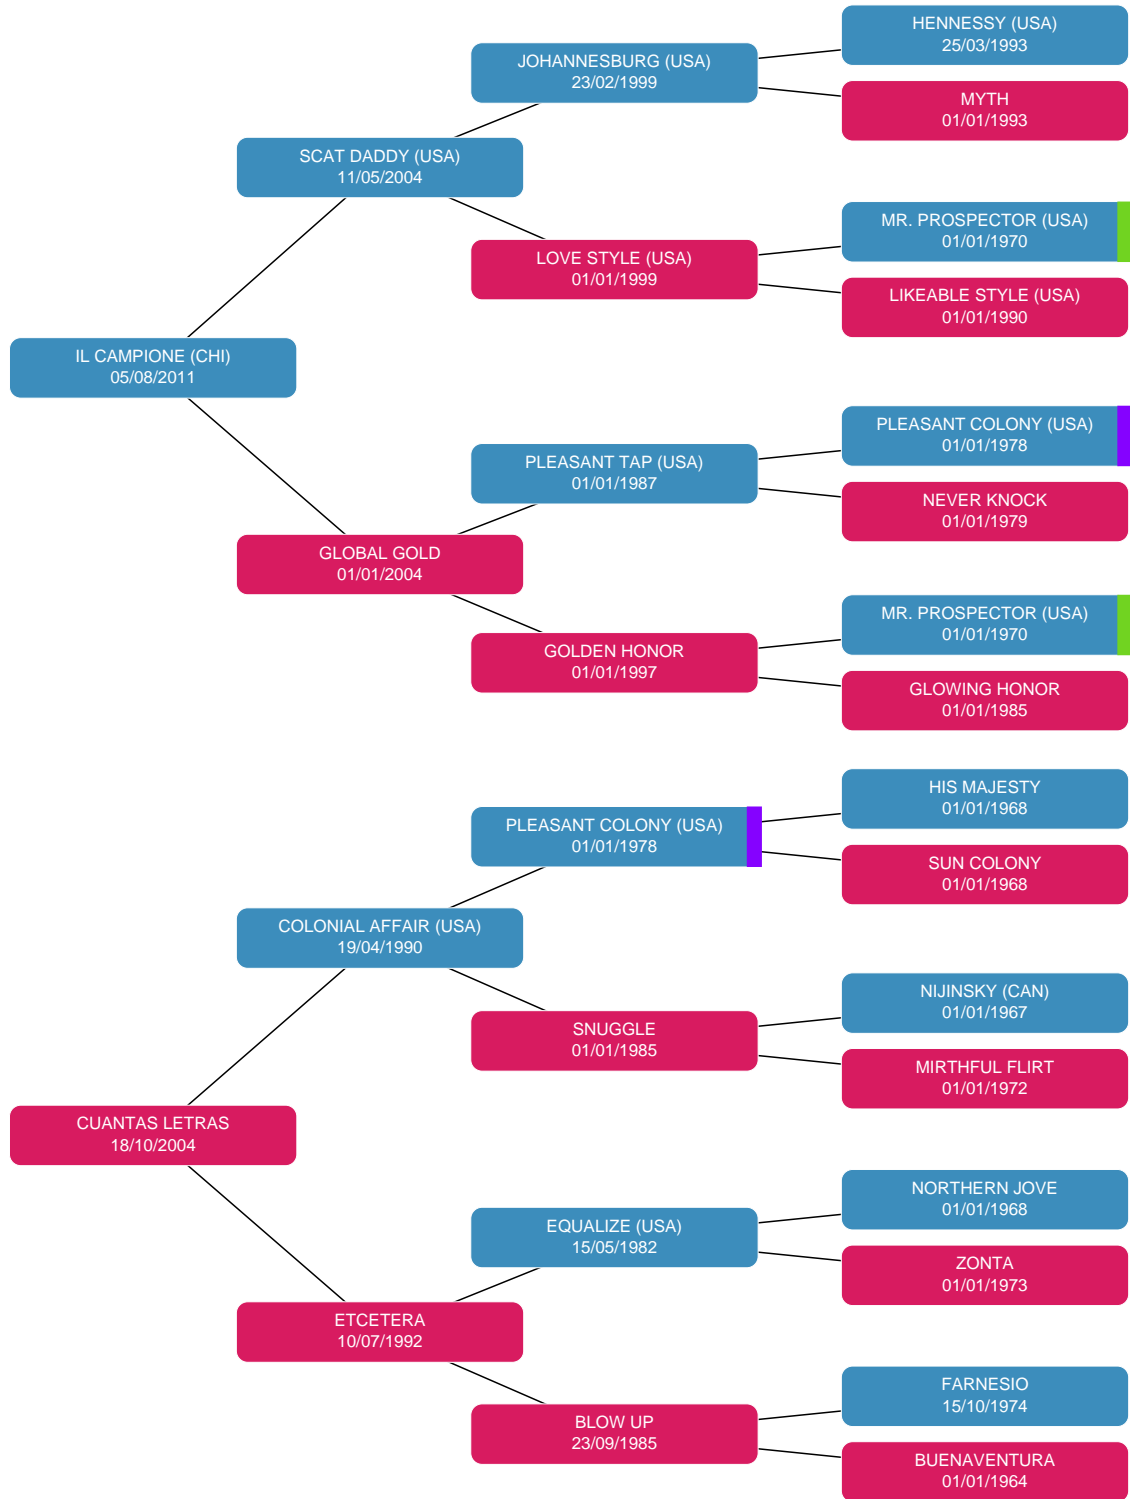 HENNESSY (USA)
25/03/1993
JOHANNESBURG (USA)
23/02/1999
MYTH
01/01/1993
SCAT DADDY (USA)
11/05/2004
MR. PROSPECTOR (USA)
01/01/1970
LOVE STYLE (USA)
01/01/1999
LIKEABLE STYLE (USA)
01/01/1990
IL CAMPIONE (CHI)
05/08/2011
PLEASANT COLONY (USA)
01/01/1978
PLEASANT TAP (USA)
01/01/1987
NEVER KNOCK
01/01/1979
GLOBAL GOLD
01/01/2004
MR. PROSPECTOR (USA)
01/01/1970
GOLDEN HONOR
01/01/1997
GLOWING HONOR
01/01/1985
HIS MAJESTY
01/01/1968
PLEASANT COLONY (USA)
01/01/1978
SUN COLONY
01/01/1968
COLONIAL AFFAIR (USA)
19/04/1990
NIJINSKY (CAN)
01/01/1967
SNUGGLE
01/01/1985
MIRTHFUL FLIRT
01/01/1972
CUANTAS LETRAS
18/10/2004
NORTHERN JOVE
01/01/1968
EQUALIZE (USA)
15/05/1982
ZONTA
01/01/1973
ETCETERA
10/07/1992
FARNESIO
15/10/1974
BLOW UP
23/09/1985
BUENAVENTURA
01/01/1964